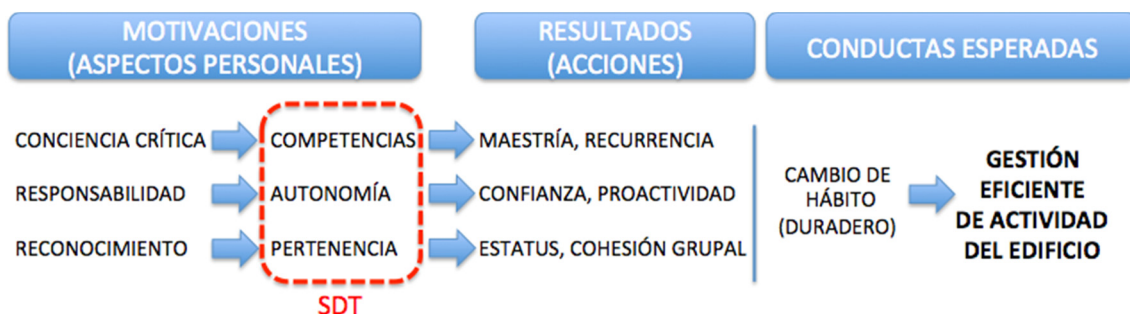 MOTIVACIONES
(ASPECTOS PERSONALES)
RESULTADOS
(ACCIONES)
CONDUCTAS ESPERADAS
CONCIENCIA CRÍTICA
COMPETENCIAS
MAESTRÍA, RECURRENCIA
RESPONSABILIDAD
AUTONOMÍA
CONFIANZA, PROACTIVIDAD
RECONOCIMIENTO
PERTENENCIA
ESTATUS, COHESIÓN GRUPAL
SDT
CAMBIO DE
HÁBITO
(DURADERO)
GESTIÓN
EFICIENTE
DE ACTIVIDAD
DEL EDIFICIO